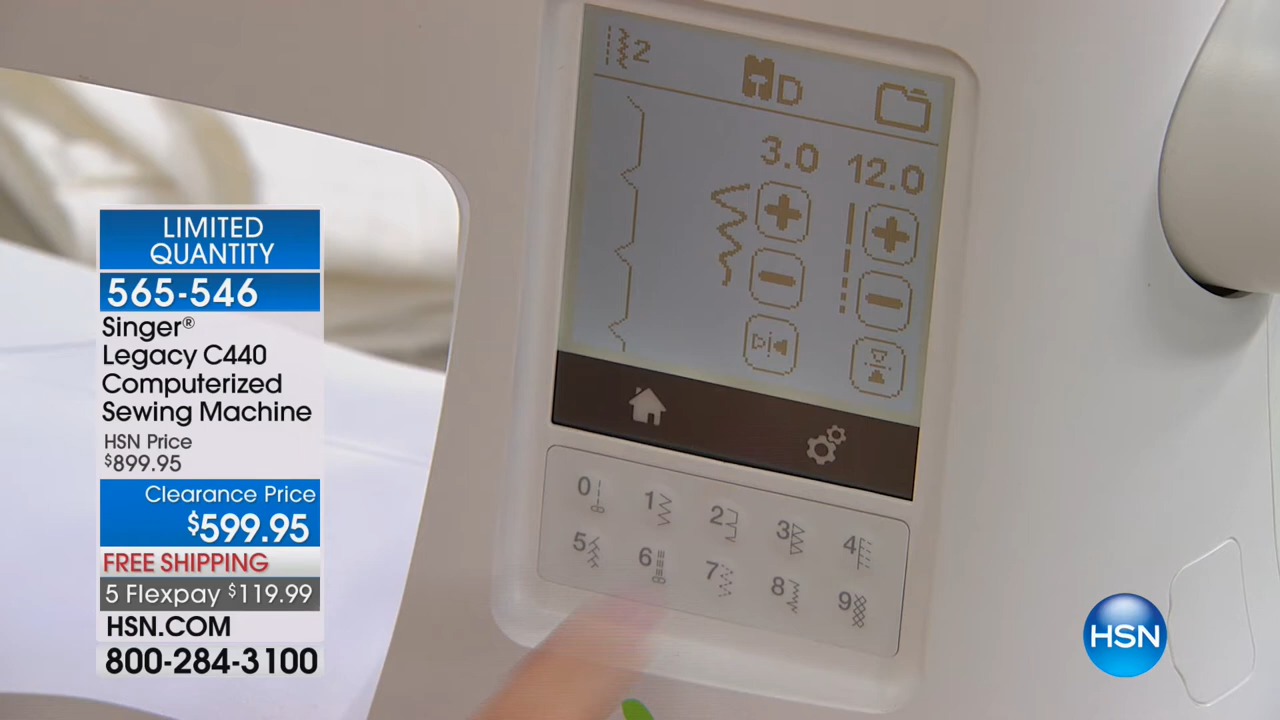 LIMITED
QUANTITY
565-546
Singer®
Legacy C440
Computerized
Sewing Machine
HSN Price
$899.95
Clearance Price
$599.95
FREE SHIPPING
5 Flexpay $119.99
HSN.COM
800-284-3100
2
D
3.0 12.0
0 1 2 3 4
5 6 7 8 9
HSN